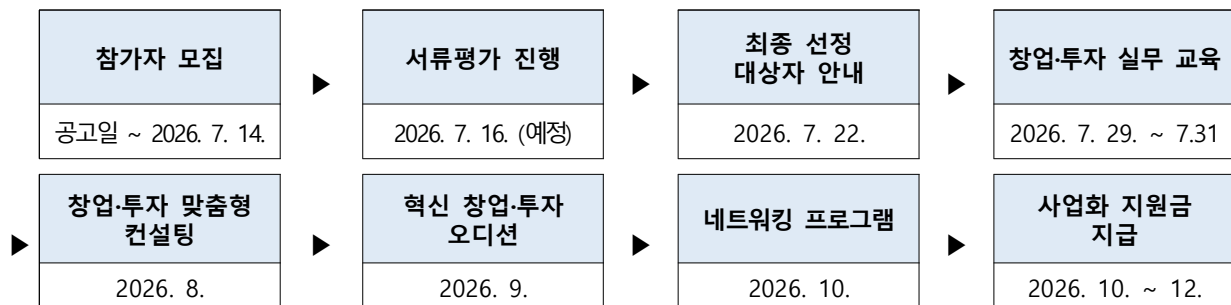 참가자 모집
공고일 ~ 2026. 7. 14.
▶
서류평가 진행
2026. 7. 16. (예정)
▶
최종 선정
대상자 안내
2026. 7. 22.
▶
창업·투자 실무 교육
2026. 7. 29. ~ 7.31
▶
창업·투자 맞춤형
컨설팅
2026. 8.
▶
혁신 창업·투자
오디션
2026. 9.
▶
네트워킹 프로그램
2026. 10.
▶
사업화 지원금
지급
2026. 10. ~ 12.